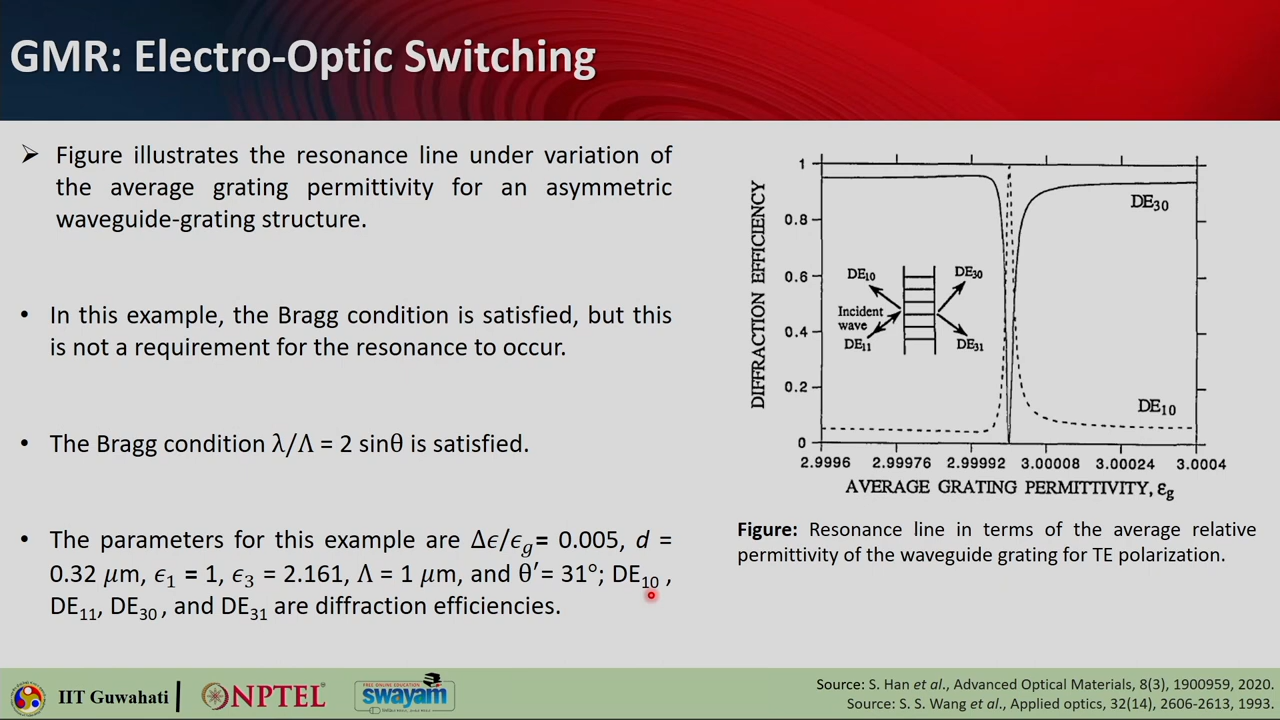 GMR: Electro-Optic Switching
➢ Figure illustrates the resonance line under variation of
the average grating permittivity for an asymmetric
waveguide-grating structure.
• In this example, the Bragg condition is satisfied, but this
is not a requirement for the resonance to occur.
• The Bragg condition λ/Λ = 2 sinθ is satisfied.
• The parameters for this example are Δϵ/ϵg= 0.005, d =
0.32 μm, ϵ1 = 1, ϵ3 = 2.161, Λ = 1 μm, and θ′= 31°; DE10 ,
DE11, DE30 , and DE31 are diffraction efficiencies.
DIFFRACTION EFFICIENCY
1
0.8
0.6
0.4
0.2
0
DE30
DE10
DE10
DE30
Incident
wave
DE11
DE31
2.9996
2.99976
2.99992
3.00008
3.00024
3.0004
AVERAGE GRATING PERMITTIVITY, εg
Figure: Resonance line in terms of the average relative
permittivity of the waveguide grating for TE polarization.
IIT Guwahati
NPTEL
FREE ONLINE EDUCATION
swayam
Source: S. Han et al., Advanced Optical Materials, 8(3), 1900959, 2020.
Source: S. S. Wang et al., Applied optics, 32(14), 2606-2613, 1993.